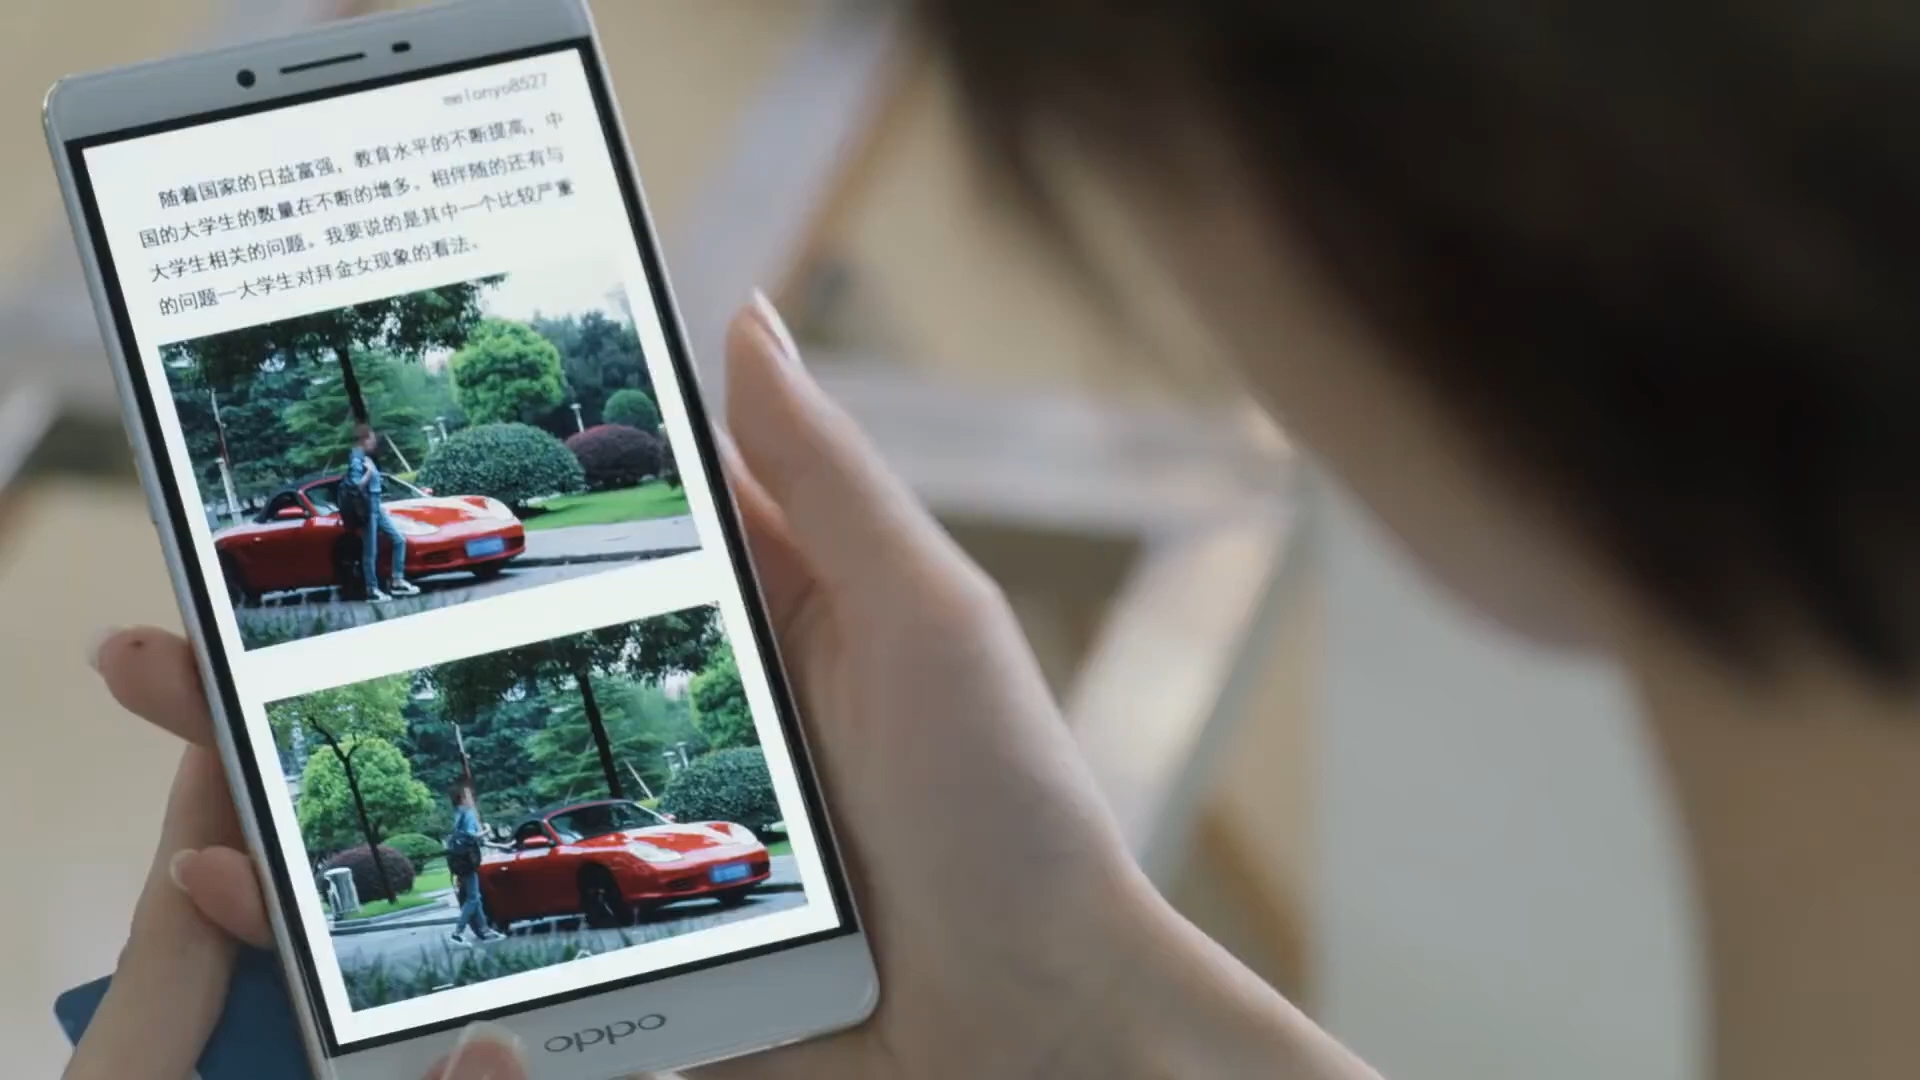 melonyo8527
随着国家的日益富强，教育水平的不断提高，中
国的大学生的数量在不断的增多。相伴随的还有与
大学生相关的问题。我要说的是其中一个比较严重
的问题一大学生对拜金女现象的看法。
oppo